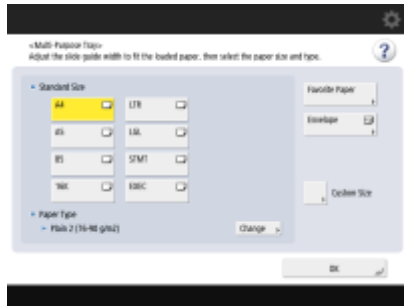 <Multi-Purpose Tray>
Adjust the slide guide width to fit the loaded paper, then select the paper size and type.
?
Standard Size
A4
LTR
A5
LGL
B5
STMT
16K
EXEC
Favorite Paper
Envelope
Custom Size
Paper Type
Plain 2 (76-90 g/m2)
Change
OK